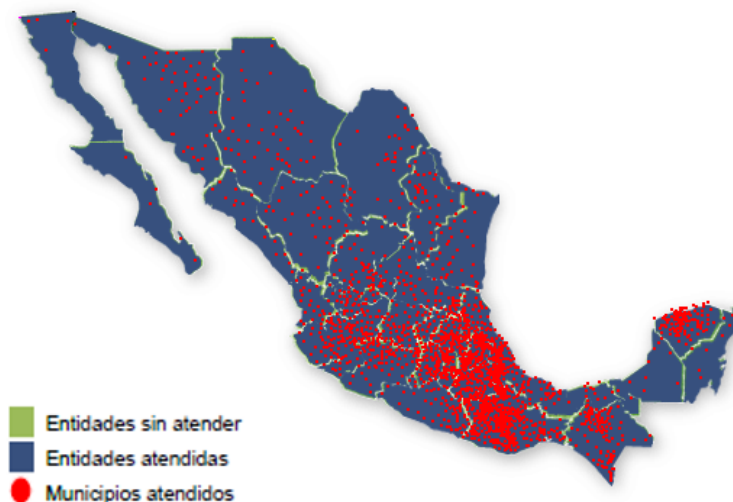 Entidades sin atender
Entidades atendidas
Municipios atendidos